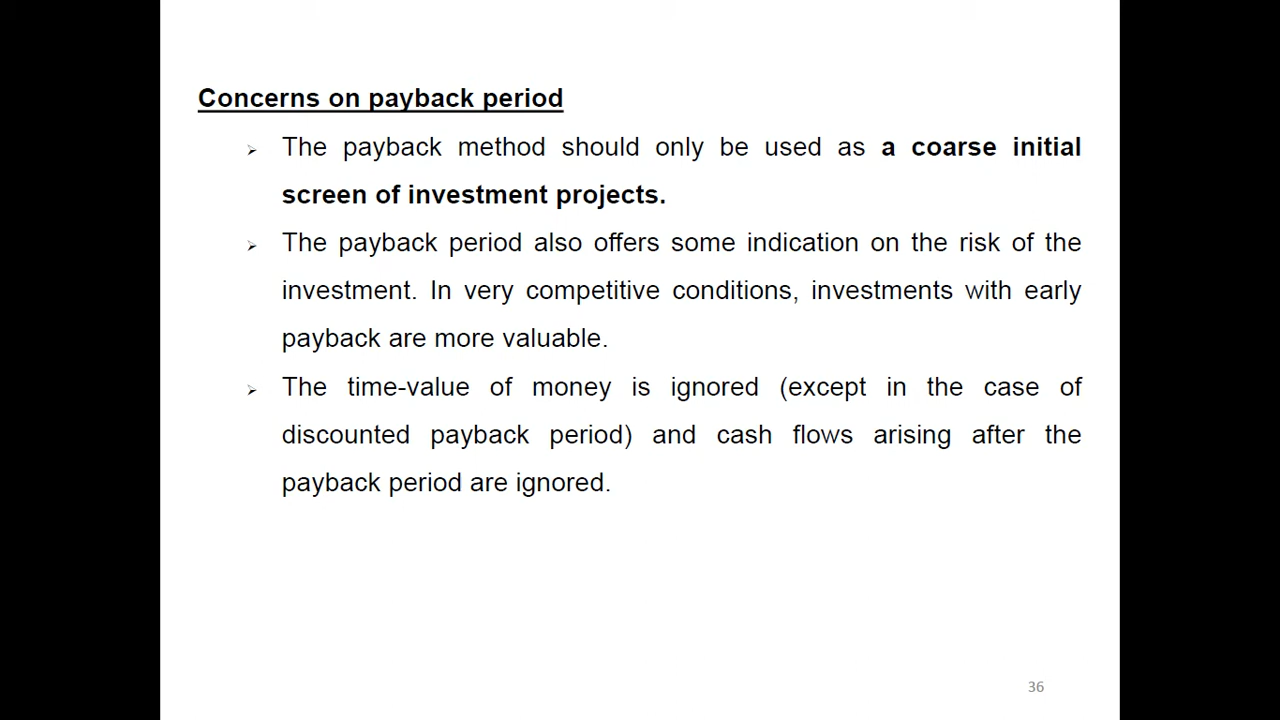 Concerns on payback period
➢ The payback method should only be used as a coarse initial
screen of investment projects.
➢ The payback period also offers some indication on the risk of the
investment. In very competitive conditions, investments with early
payback are more valuable.
➢ The time-value of money is ignored (except in the case of
discounted payback period) and cash flows arising after the
payback period are ignored.
36